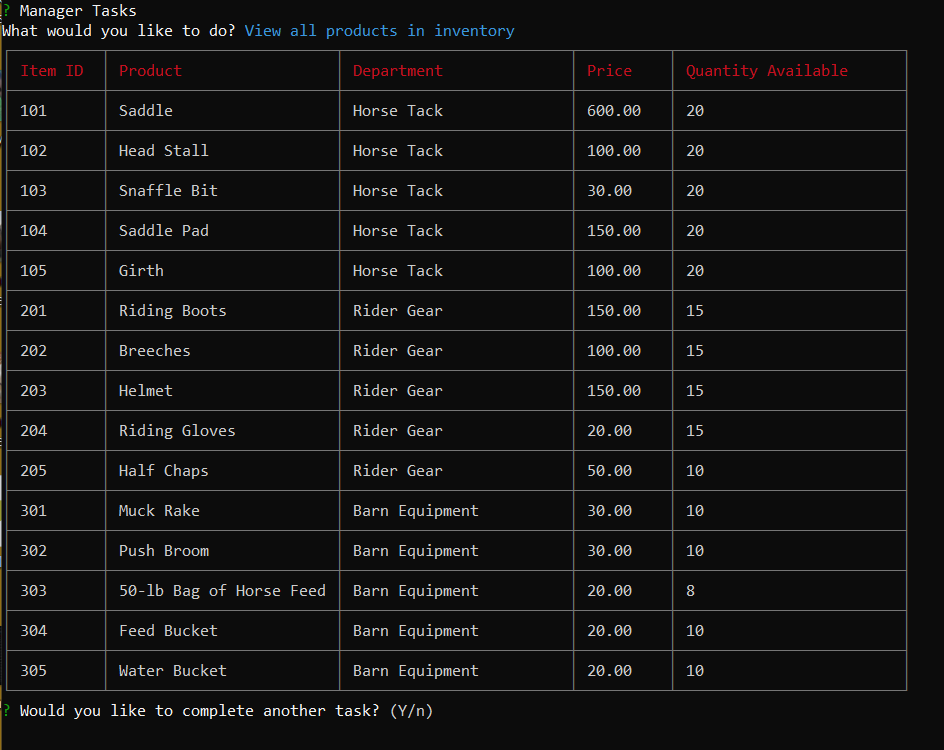 ? Manager Tasks
What would you like to do? View all products in inventory
Item ID Product Department Price Quantity Available
101 Saddle Horse Tack 600.00 20
102 Head Stall Horse Tack 100.00 20
103 Snaffle Bit Horse Tack 30.00 20
104 Saddle Pad Horse Tack 150.00 20
105 Girth Horse Tack 100.00 20
201 Riding Boots Rider Gear 150.00 15
202 Breeches Rider Gear 100.00 15
203 Helmet Rider Gear 150.00 15
204 Riding Gloves Rider Gear 20.00 15
205 Half Chaps Rider Gear 50.00 10
301 Muck Rake Barn Equipment 30.00 10
302 Push Broom Barn Equipment 30.00 10
303 50-lb Bag of Horse Feed Barn Equipment 20.00 8
304 Feed Bucket Barn Equipment 20.00 10
305 Water Bucket Barn Equipment 20.00 10
? Would you like to complete another task? (Y/n)